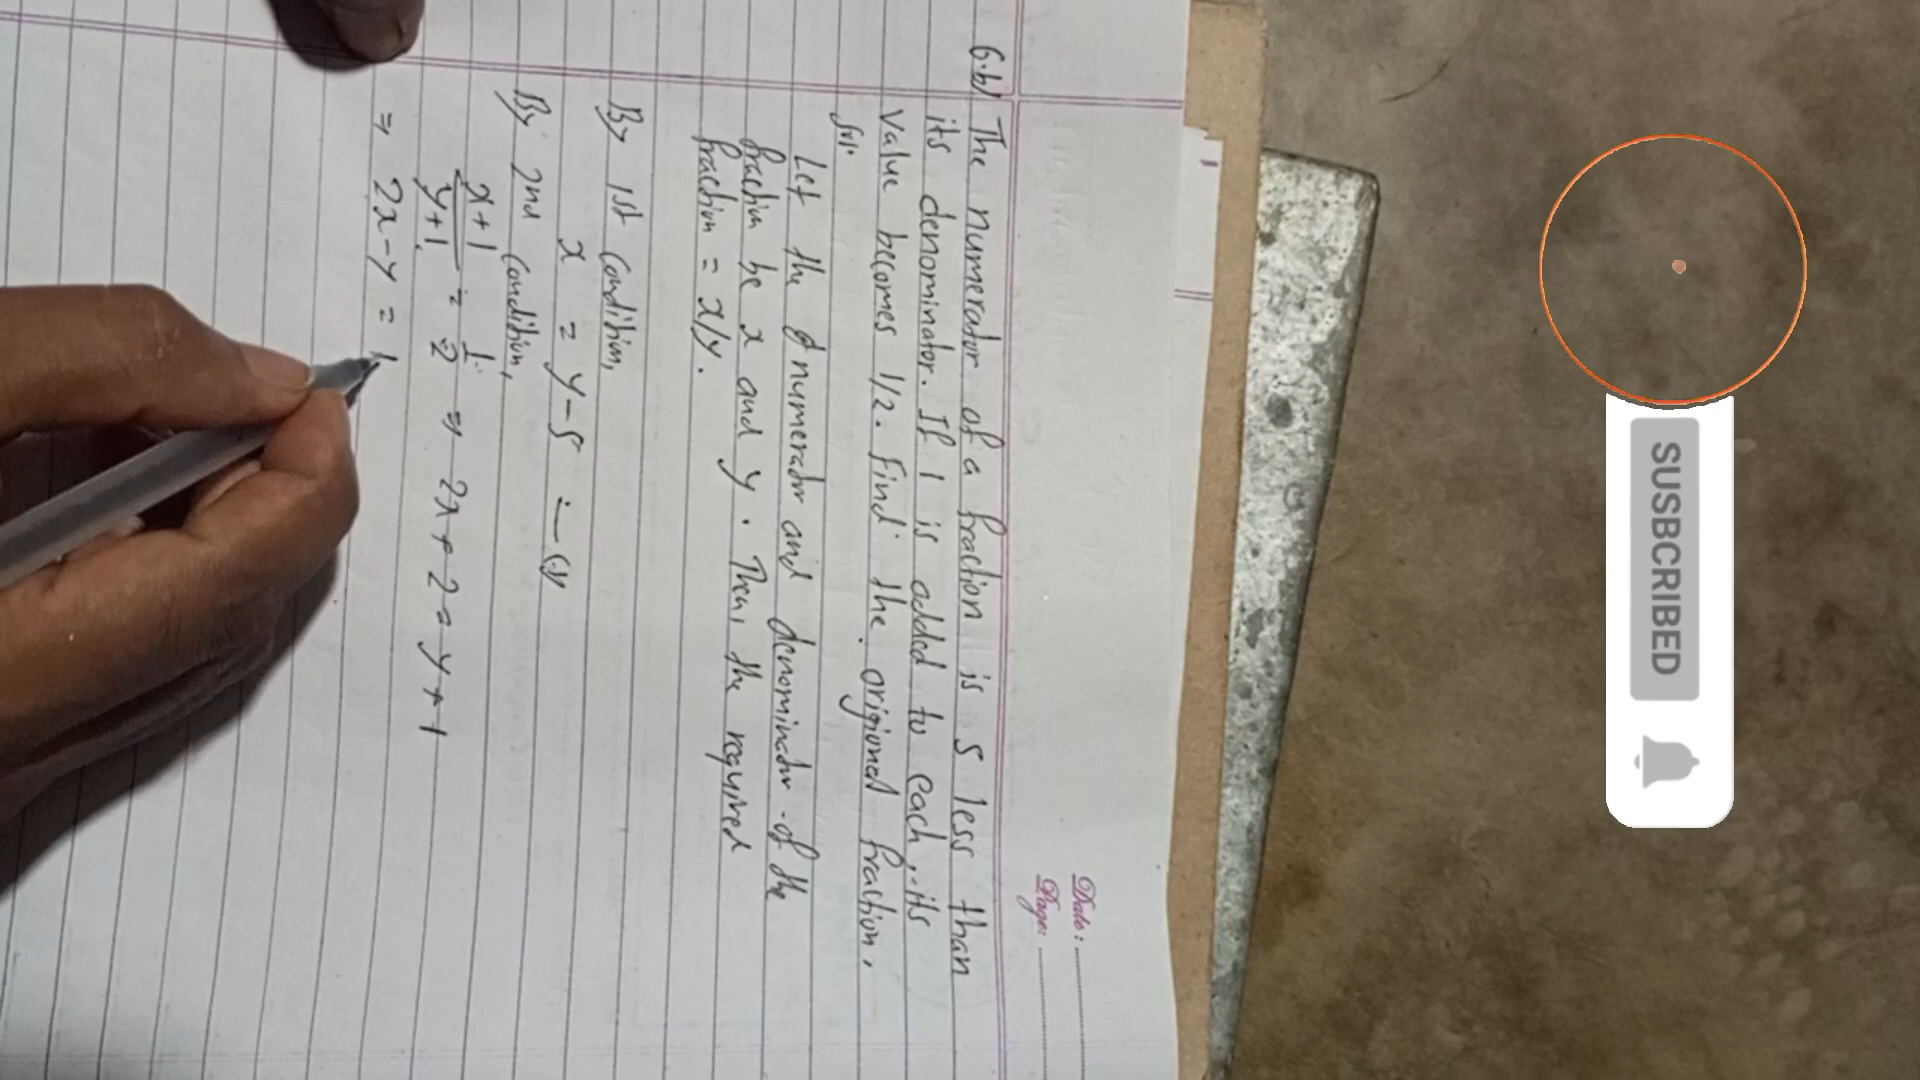 Date:
Page:
6.b) The numerator of a fraction is 5 less than
its denominator. If 1 is added to each, its
value becomes 1/2. Find the origional fraction.
Sol.
Let the numerator and denominator of the
fraction be x and y. Then, the required
fraction = x/y.
By 1st condition,
x = y-5 — (i)
By 2nd condition,
x+1/y+1 = 1/2 ⇒ 2x+2=y+1
⇒ 2x-y = 1
SUSBCRIBED